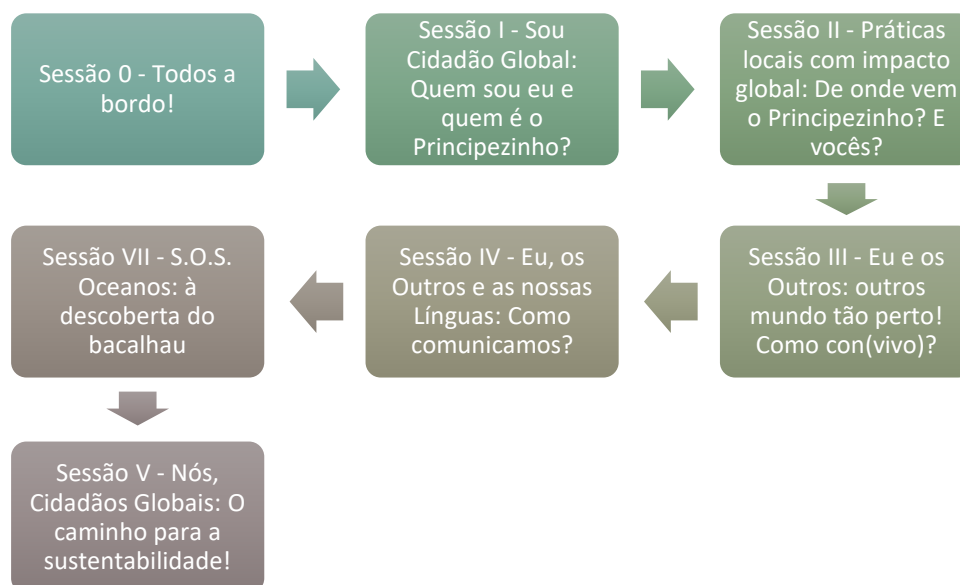 Sessão 0 - Todos a
bordo!
Sessão I - Sou
Cidadão Global:
Quem sou eu e
quem é o
Principezinho?
Sessão II - Práticas
locais com impacto
global: De onde vem
o Principezinho? E
vocês?
Sessão III - Eu e os
Outros: outros
mundo tão perto!
Como con(vivo)?
Sessão IV - Eu, os
Outros e as nossas
Línguas: Como
comunicamos?
Sessão VII - S.O.S.
Oceanos: à
descoberta do
bacalhau
Sessão V - Nós,
Cidadãos Globais: O
caminho para a
sustentabilidade!